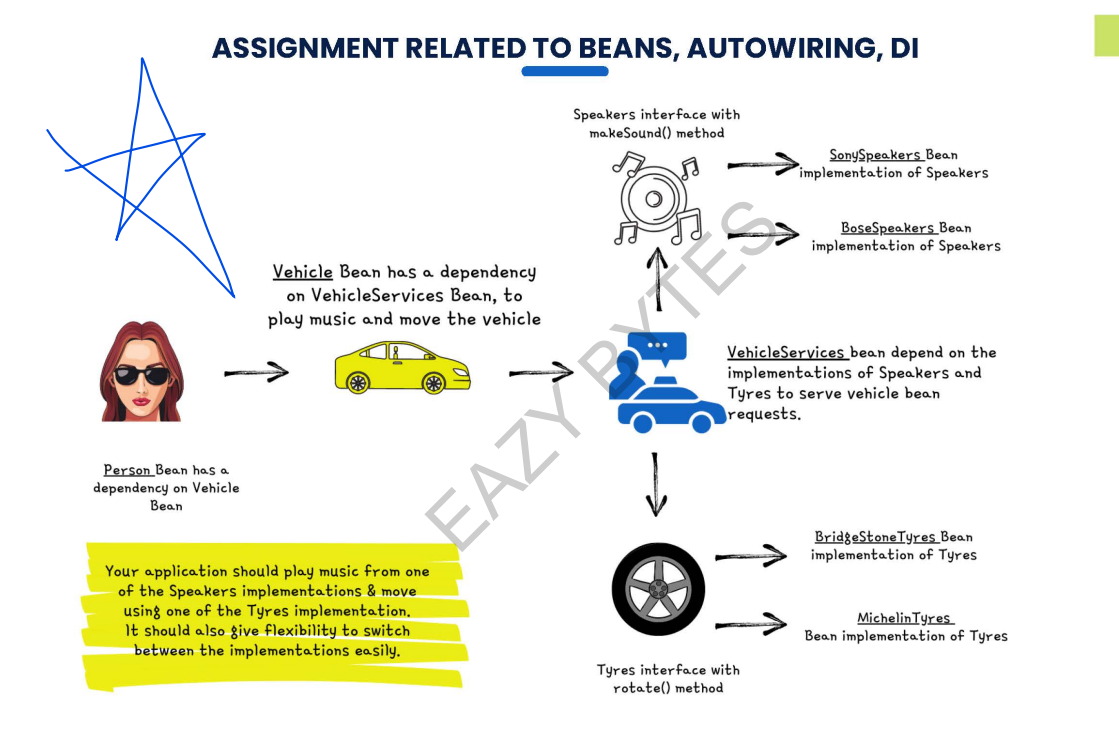 ASSIGNMENT RELATED TO BEANS, AUTOWIRING, DI
Speakers interface with
makeSound() method
SonySpeakers Bean
implementation of Speakers
BoseSpeakers Bean
implementation of Speakers
Vehicle Bean has a dependency
on VehicleServices Bean, to
play music and move the vehicle
VehicleServices bean depend on the
implementations of Speakers and
Tyres to serve vehicle bean
requests.
Person Bean has a
dependency on Vehicle
Bean
EAZY BYTES
Your application should play music from one
of the Speakers implementations & move
using one of the Tyres implementation.
It should also give flexibility to switch
between the implementations easily.
BridgeStoneTyres Bean
implementation of Tyres
MichelinTyres
Bean implementation of Tyres
Tyres interface with
rotate() method